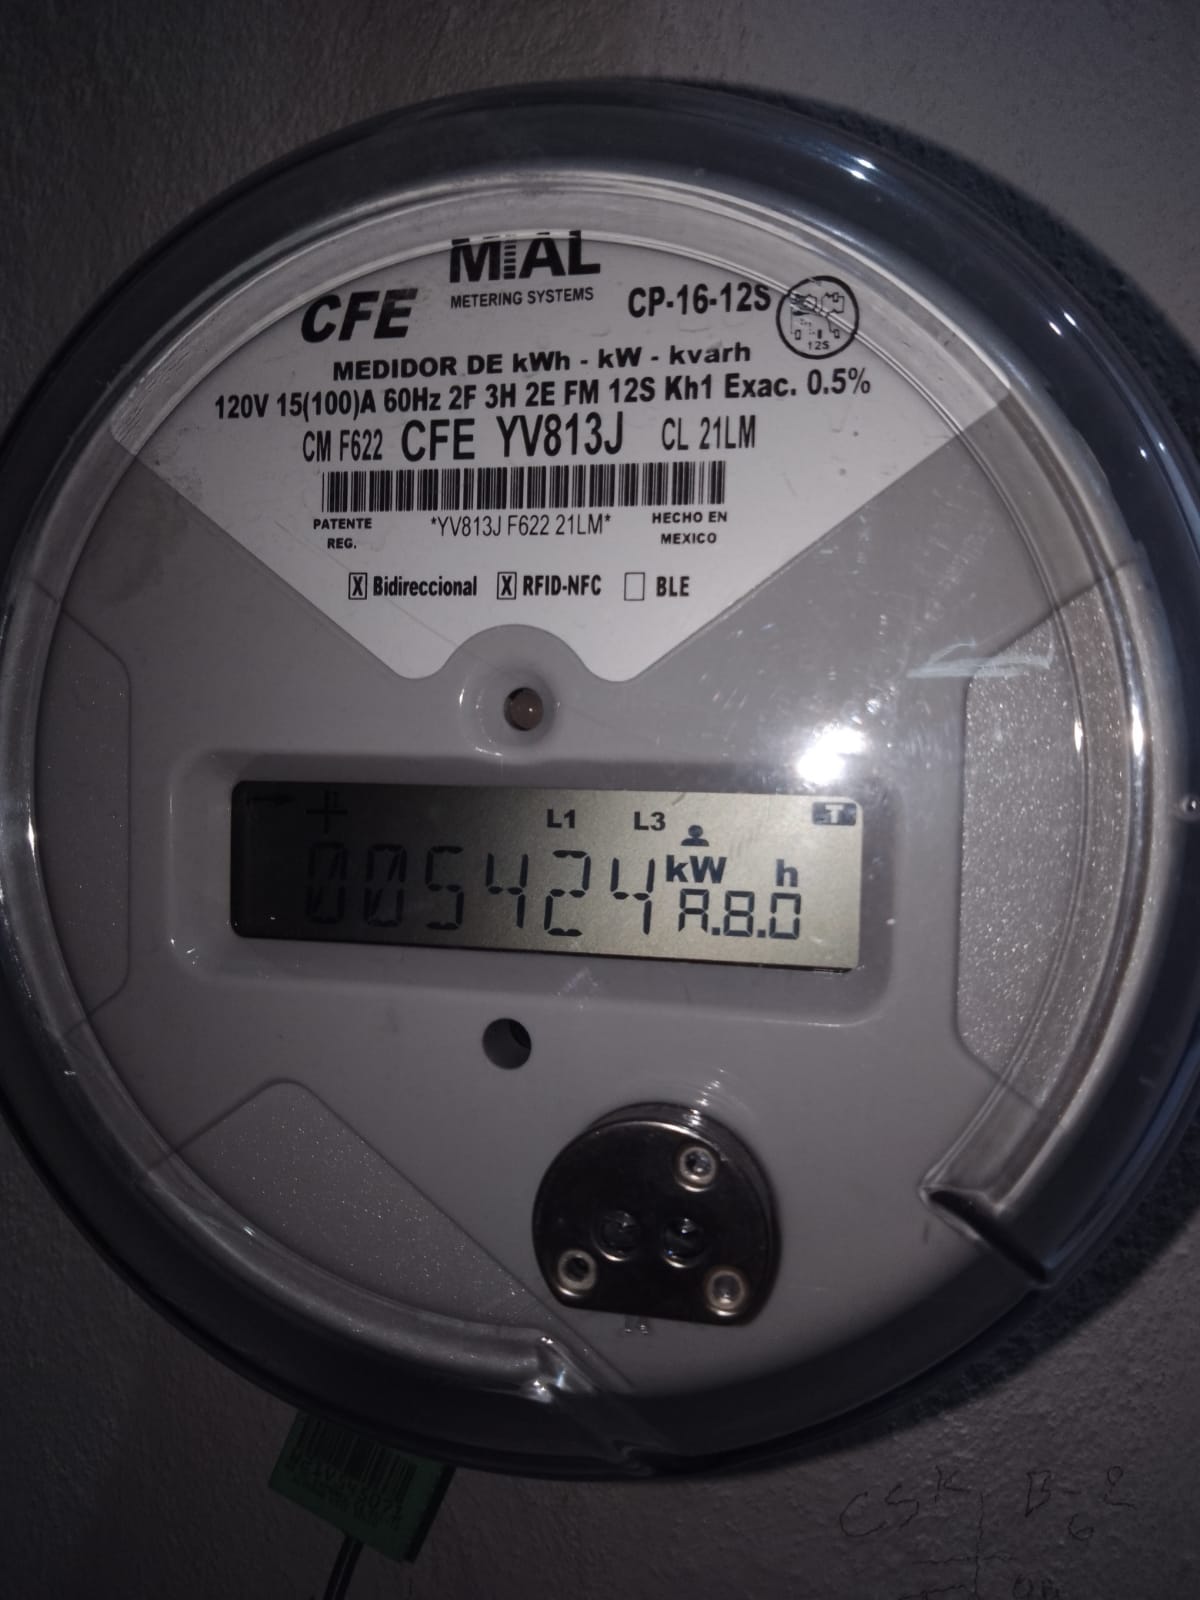 MIAL
METERING SYSTEMS
CFE
CP-16-12S
12S
MEDIDOR DE kWh - kW - kvarh
120V 15(100)A 60Hz 2F 3H 2E FM 12S Kh1 Exac. 0.5%
CM F622 CFE YV813J CL 21LM
PATENTE REG.
*YV813J F622 21LM*
HECHO EN MEXICO
X Bidireccional X RFID-NFC BLE
L1 L3 T
005424 kW h
A.8.0